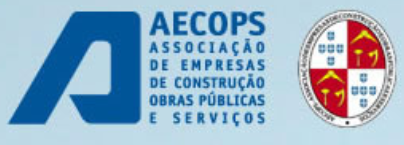 AECOPS
ASSOCIAÇÃO
DE EMPRESAS
DE CONSTRUÇÃO
OBRAS PÚBLICAS
E SERVIÇOS